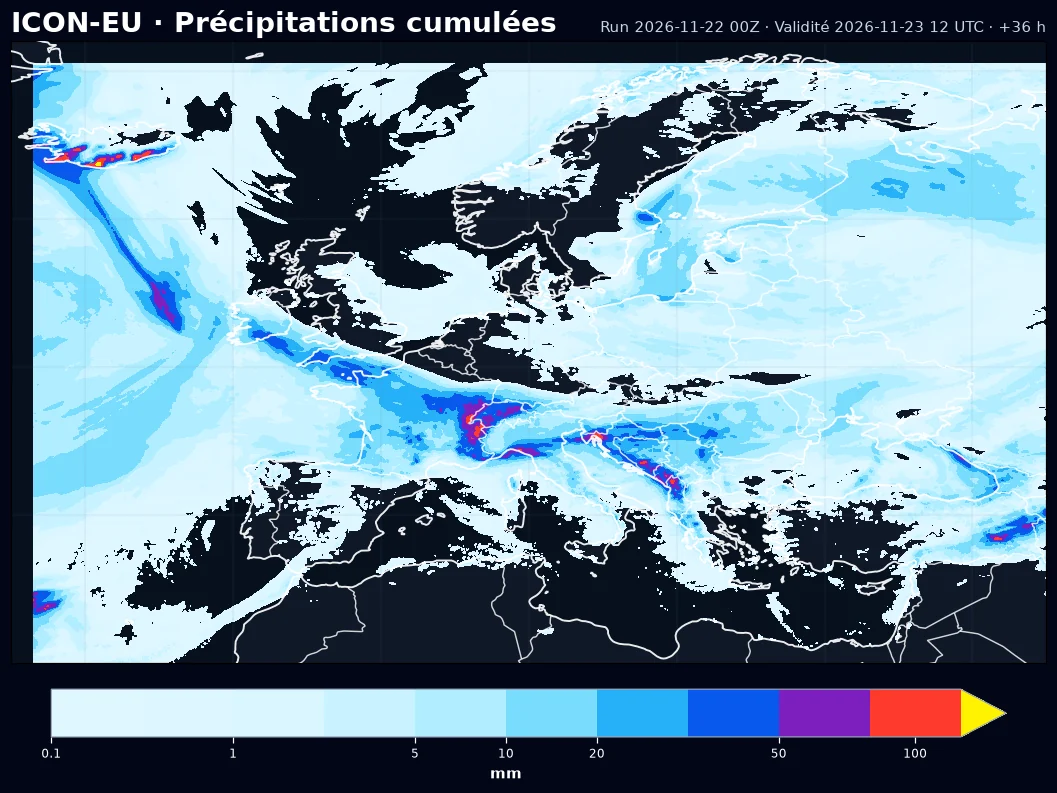 ICON-EU · Précipitations cumulées
Run 2026-11-22 00Z · Validité 2026-11-23 12 UTC · +36 h
0.1 1 5 10 20 50 100
mm